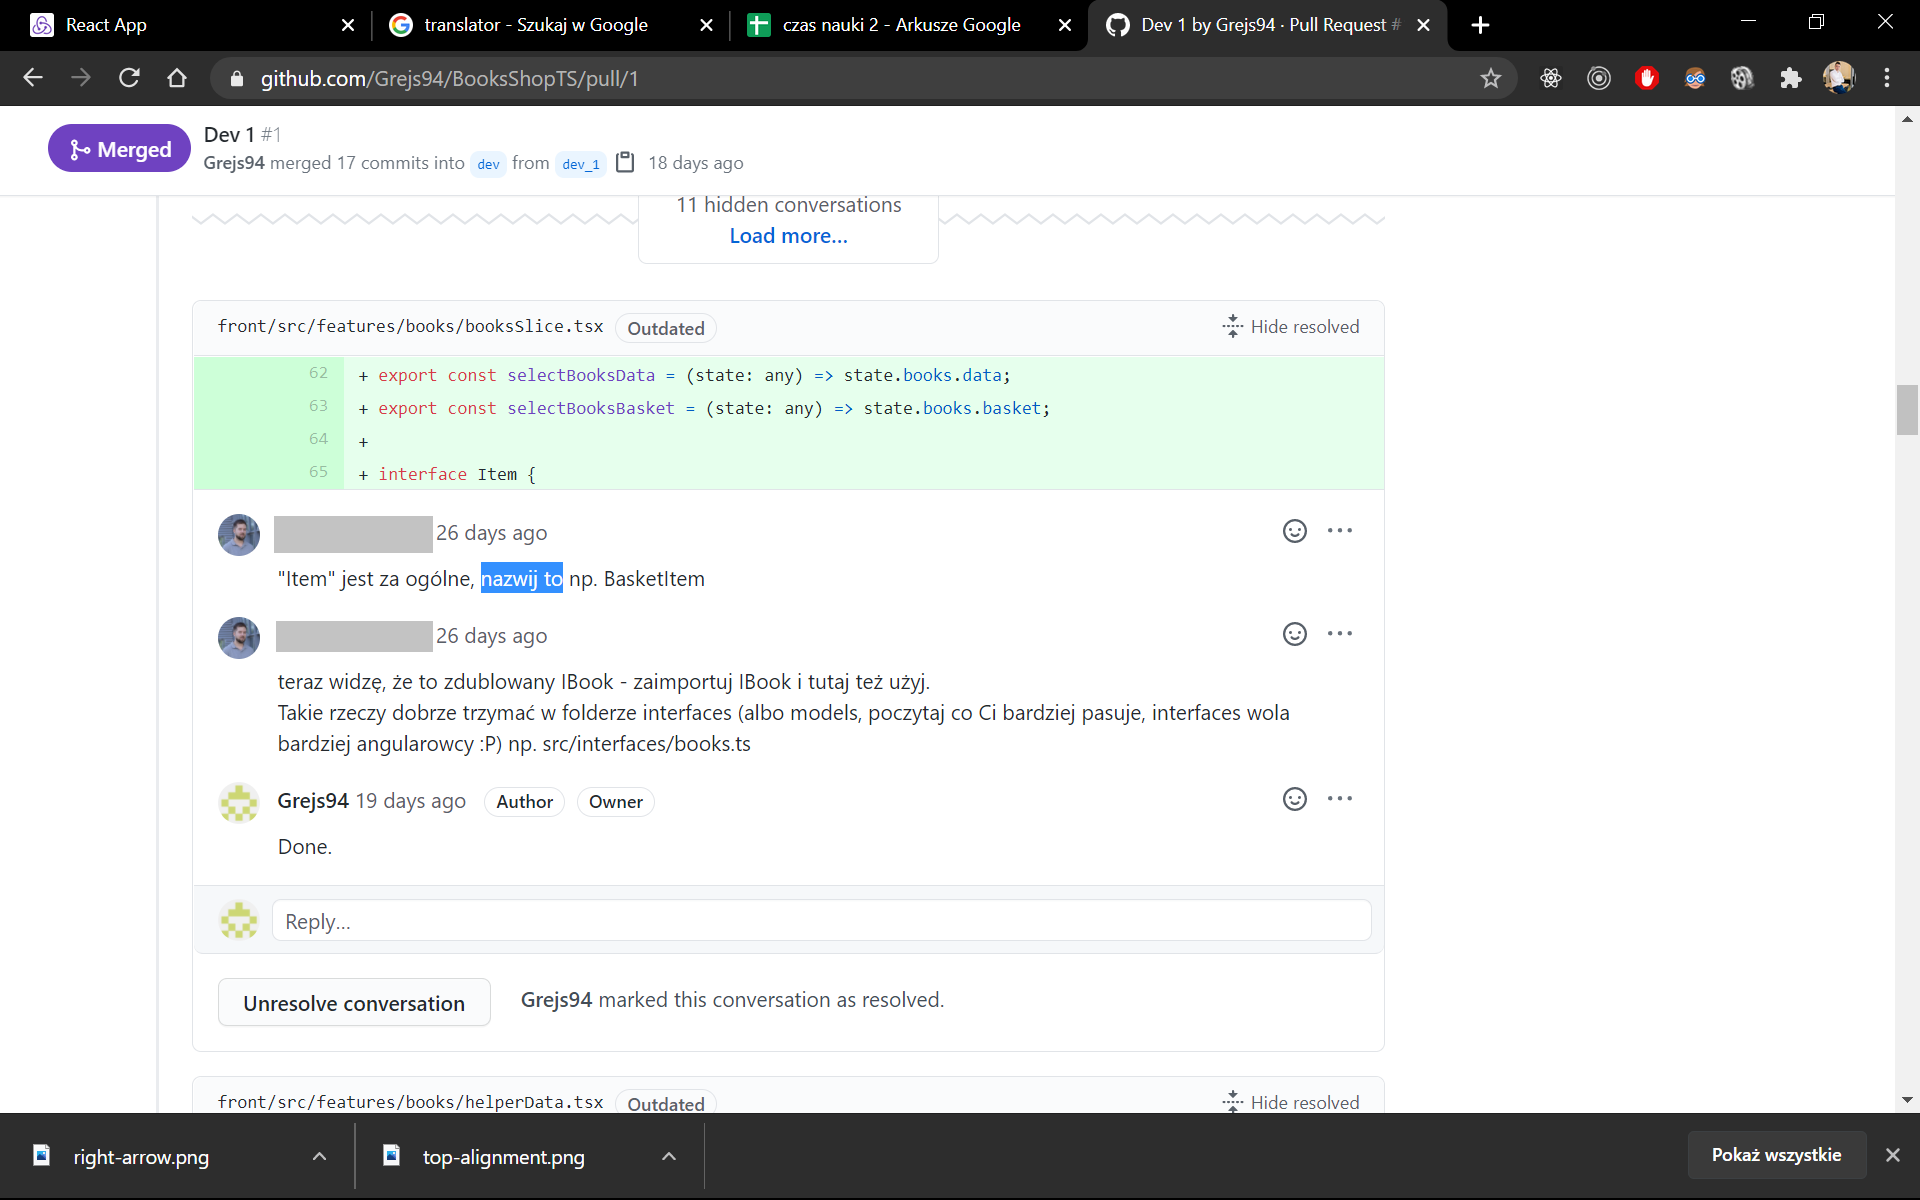 React App
translator - Szukaj w Google
czas nauki 2 - Arkusze Google
Dev 1 by Grejs94 · Pull Request #
github.com/Grejs94/BooksShopTS/pull/1
Merged
Dev 1 #1
Grejs94 merged 17 commits into dev from dev_1 18 days ago
11 hidden conversations
Load more...
front/src/features/books/booksSlice.tsx Outdated Hide resolved
62 + export const selectBooksData = (state: any) => state.books.data;
63 + export const selectBooksBasket = (state: any) => state.books.basket;
64 +
65 + interface Item {
26 days ago
"Item" jest za ogólne, nazwij to np. BasketItem
26 days ago
teraz widzę, że to zdublowany IBook - zaimportuj IBook i tutaj też użyj.
Takie rzeczy dobrze trzymać w folderze interfaces (albo models, poczytaj co Ci bardziej pasuje, interfaces wola
bardziej angularowcy :P) np. src/interfaces/books.ts
Grejs94 19 days ago Author Owner
Done.
Reply...
Unresolve conversation Grejs94 marked this conversation as resolved.
front/src/features/books/helperData.tsx Outdated Hide resolved
right-arrow.png
top-alignment.png
Pokaż wszystkie